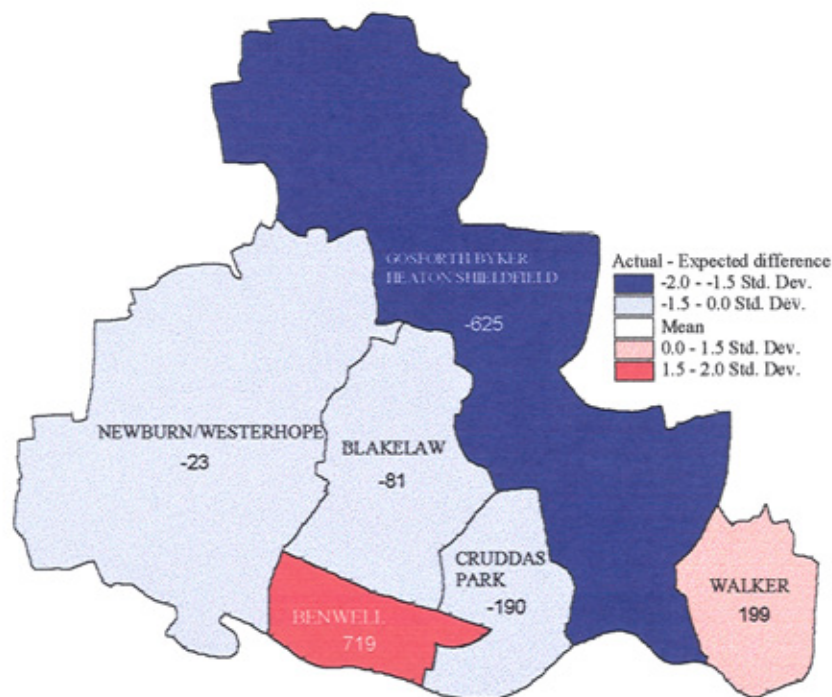 GOSFORTH BYKER
HEATON SHIELDFIELD
-625
Actual - Expected difference
-2.0 - -1.5 Std. Dev.
-1.5 - 0.0 Std. Dev.
Mean
0.0 - 1.5 Std. Dev.
1.5 - 2.0 Std. Dev.
NEWBURN/WESTERHOPE
-23
BLAKELAW
-81
CRUDDAS
PARK
-190
WALKER
199
BENWELL
719